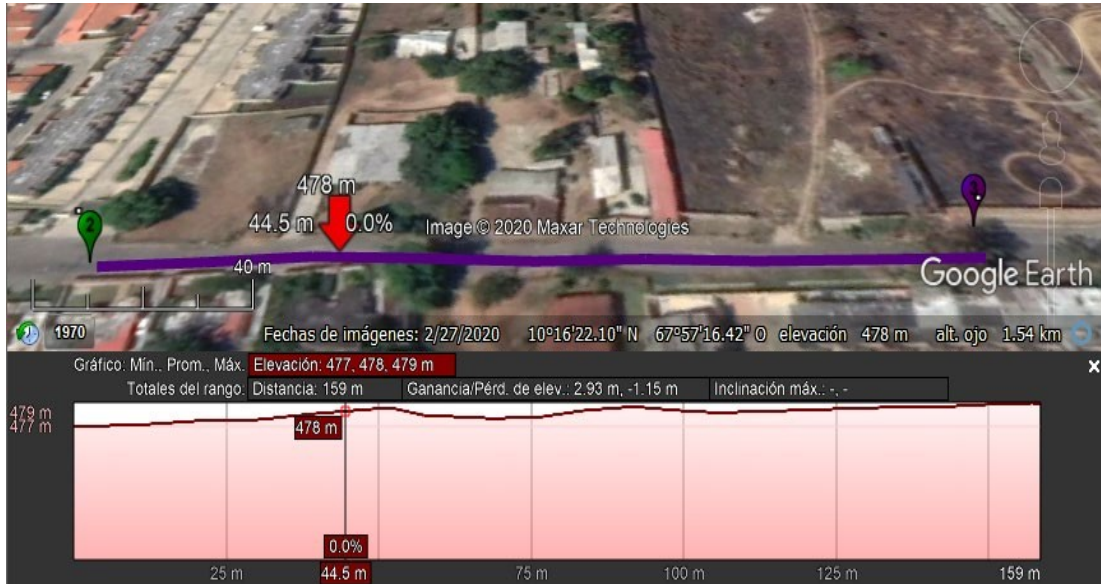 2
3
478 m
44.5 m 0.0%
Image © 2020 Maxar Technologies
40 m
Google Earth
1970 Fechas de imágenes: 2/27/2020 10°16'22.10" N 67°57'16.42" O elevación 478 m alt. ojo 1.54 km
Gráfico: Mín., Prom., Máx. Elevación: 477, 478, 479 m
Totales del rango: Distancia: 159 m Ganancia/Pérd. de elev.: 2.93 m, -1.15 m Inclinación máx.: -, -
479 m
477 m
478 m
0.0%
25 m 44.5 m 75 m 100 m 125 m 159 m